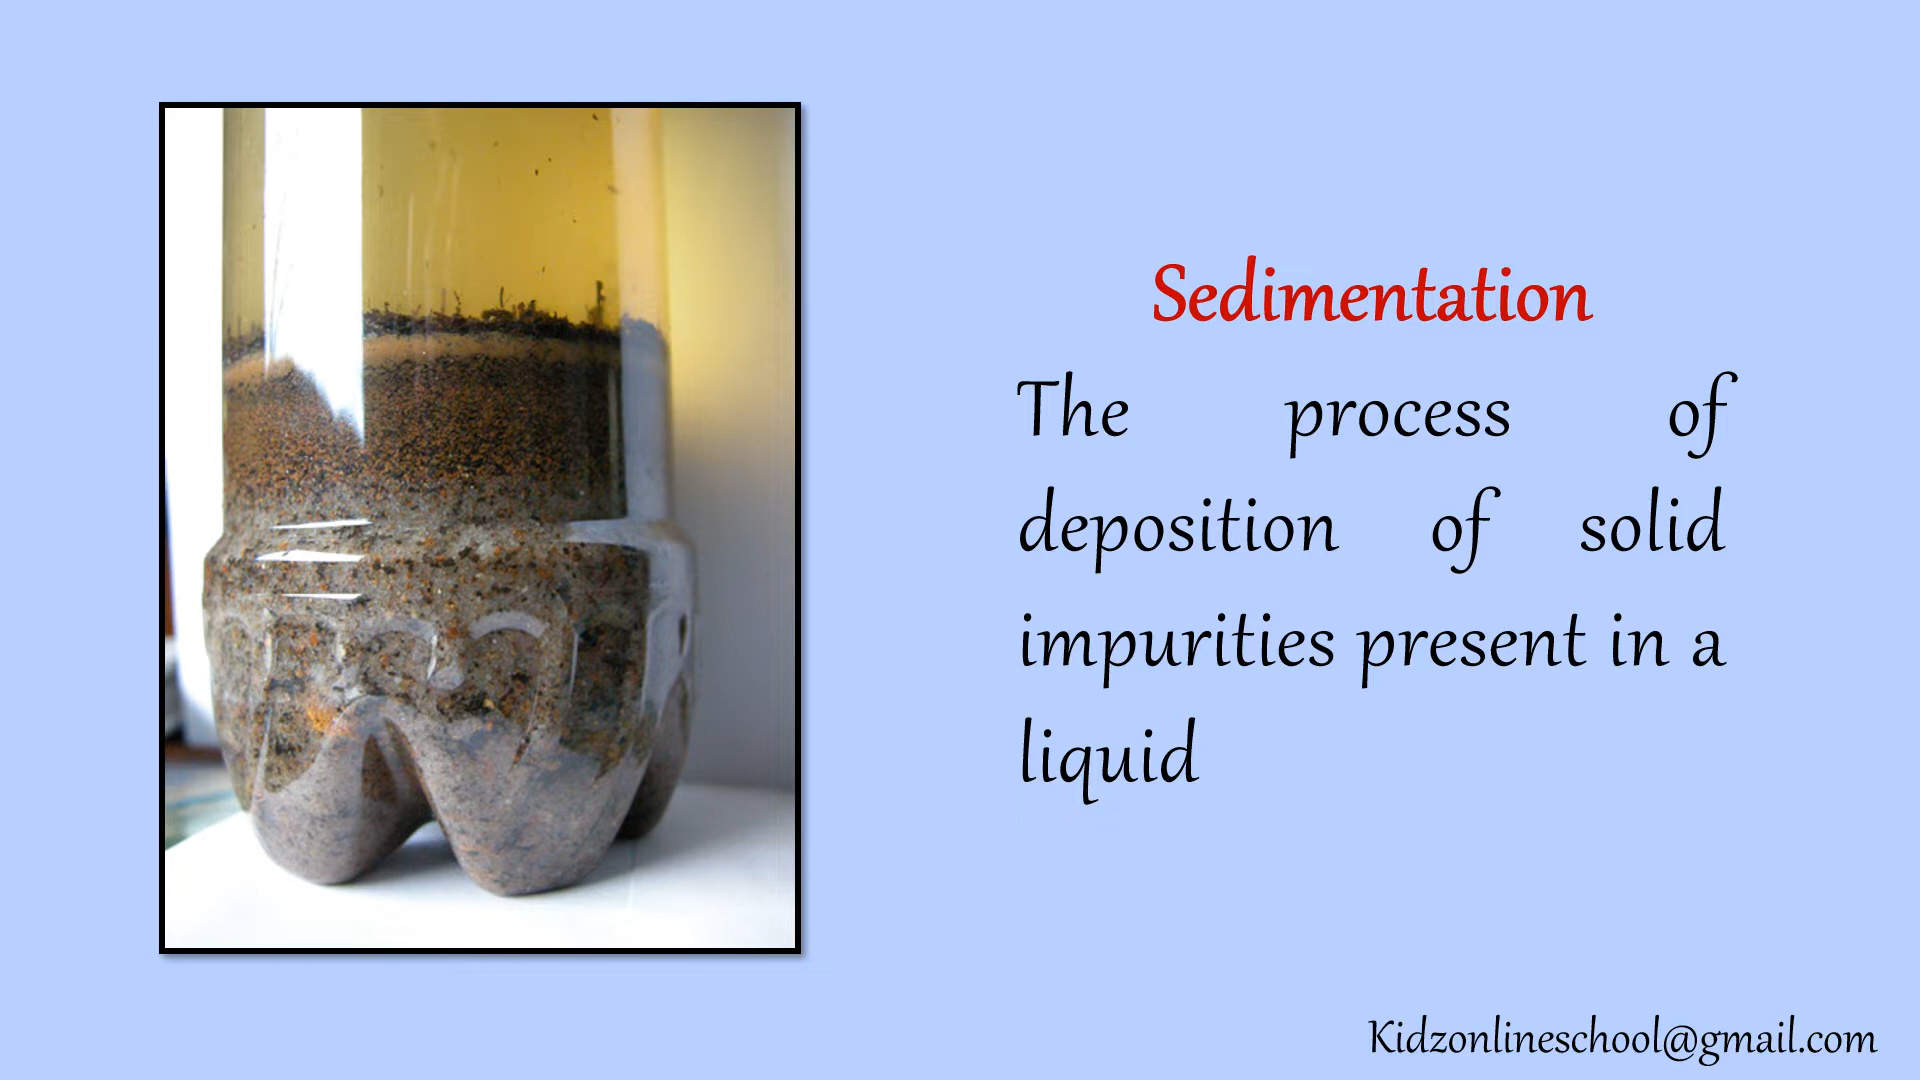 Sedimentation
The process of
deposition of solid
impurities present in a
liquid
Kidzonlineschool@gmail.com